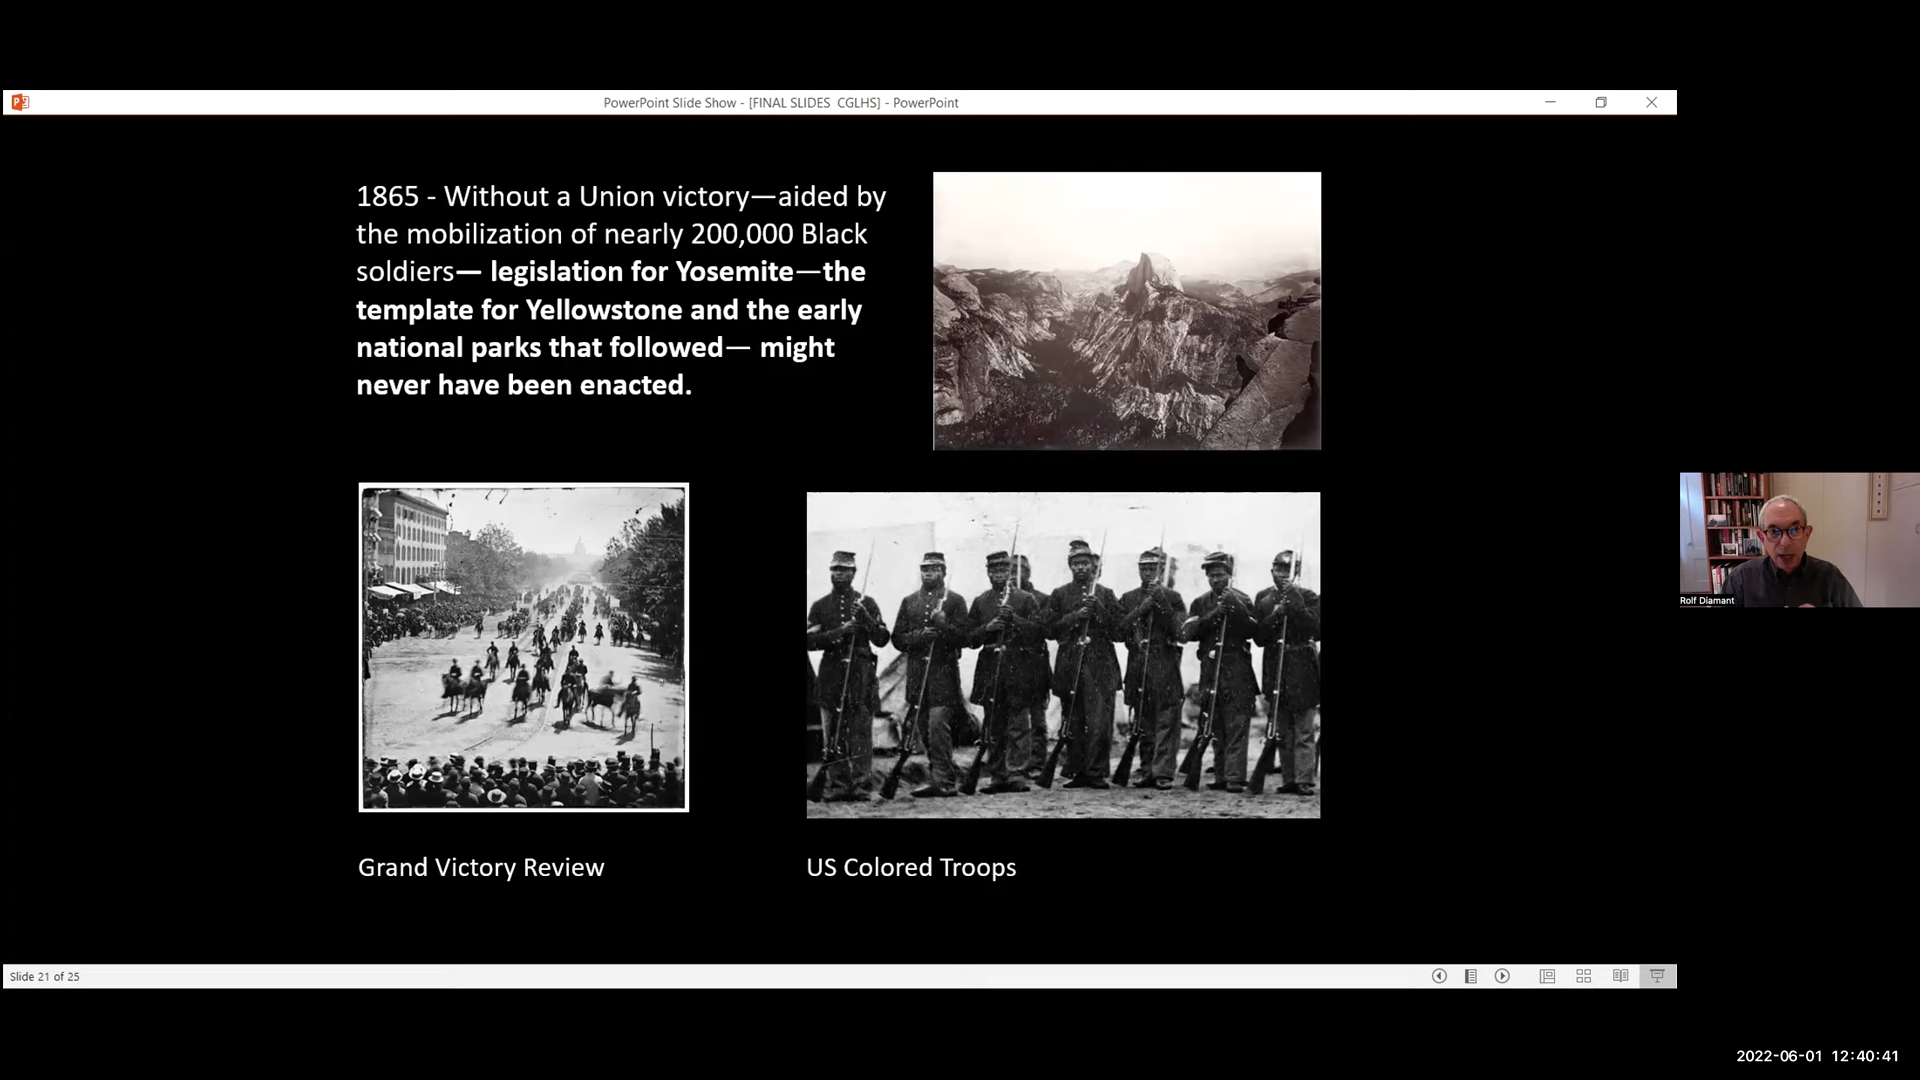 PowerPoint Slide Show - [FINAL SLIDES  CGLHS] - PowerPoint
1865 - Without a Union victory—aided by
the mobilization of nearly 200,000 Black
soldiers— legislation for Yosemite—the
template for Yellowstone and the early
national parks that followed— might
never have been enacted.
Grand Victory Review
US Colored Troops
Rolf Diamant
Slide 21 of 25
2022-06-01 12:40:41